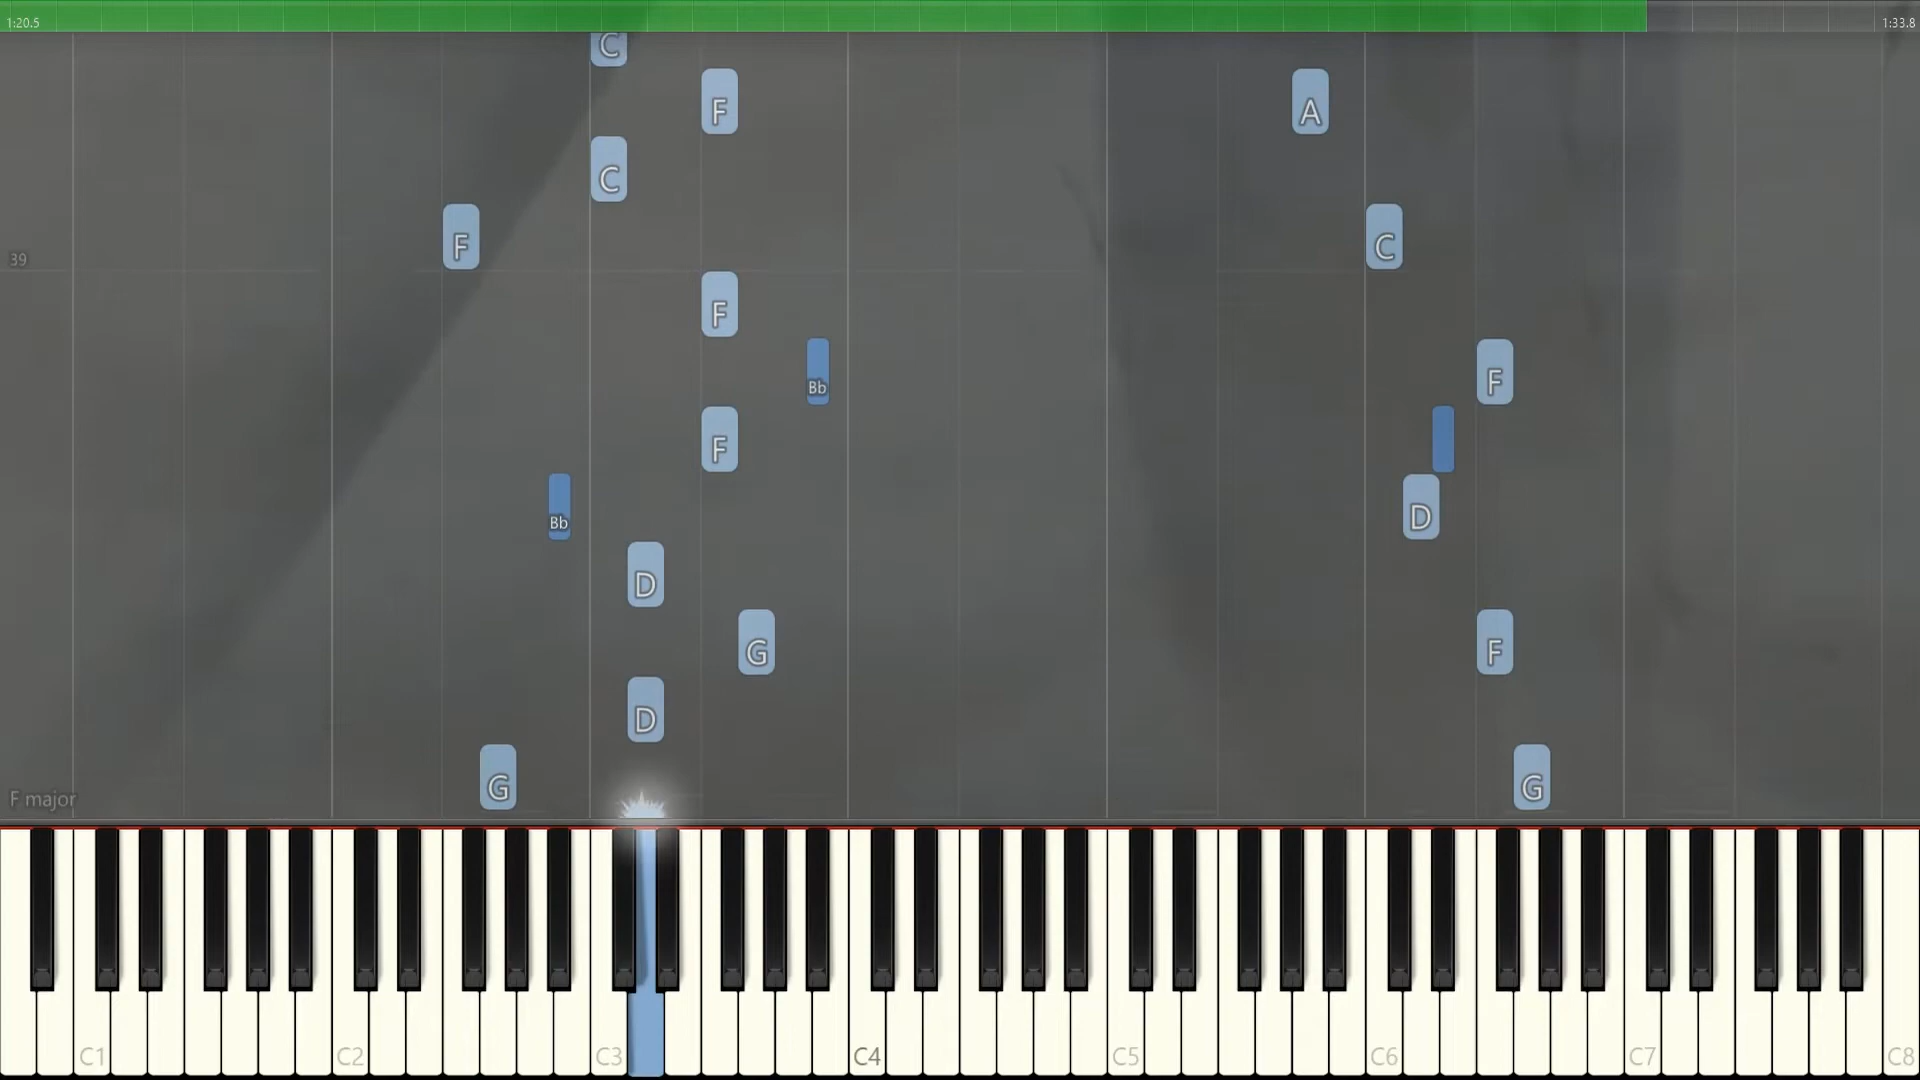 1:20.5 1:33.8
C
F A
C
F C
39
F
Bb F
F
Bb D
D
G F
D
G G
F major
C1 C2 C3 C4 C5 C6 C7 C8